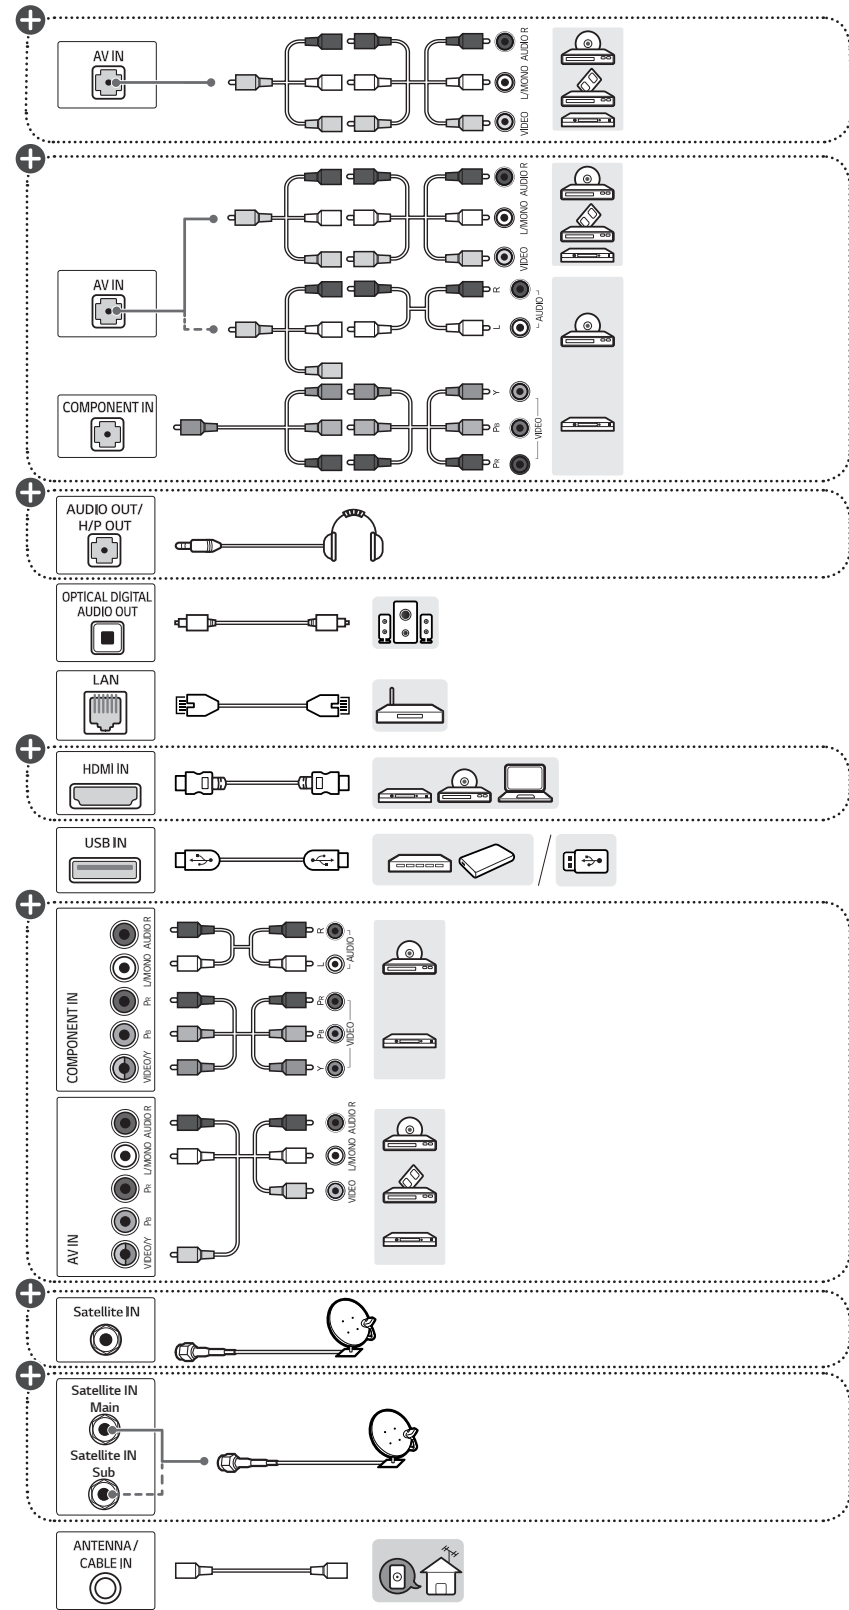 AV IN
AUDIO R
L/MONO
VIDEO
AV IN
AUDIO R
L/MONO
VIDEO
R
L
AUDIO
COMPONENT IN
Y
PB
PR
VIDEO
AUDIO OUT/
H/P OUT
OPTICAL DIGITAL
AUDIO OUT
LAN
HDMI IN
USB IN
COMPONENT IN
AUDIO R
L/MONO
PR
PB
VIDEO/Y
R
L
AUDIO
PR
PB
Y
VIDEO
AV IN
AUDIO R
L/MONO
PR
PB
VIDEO/Y
AUDIO R
L/MONO
VIDEO
Satellite IN
Satellite IN
Main
Satellite IN
Sub
ANTENNA/
CABLE IN